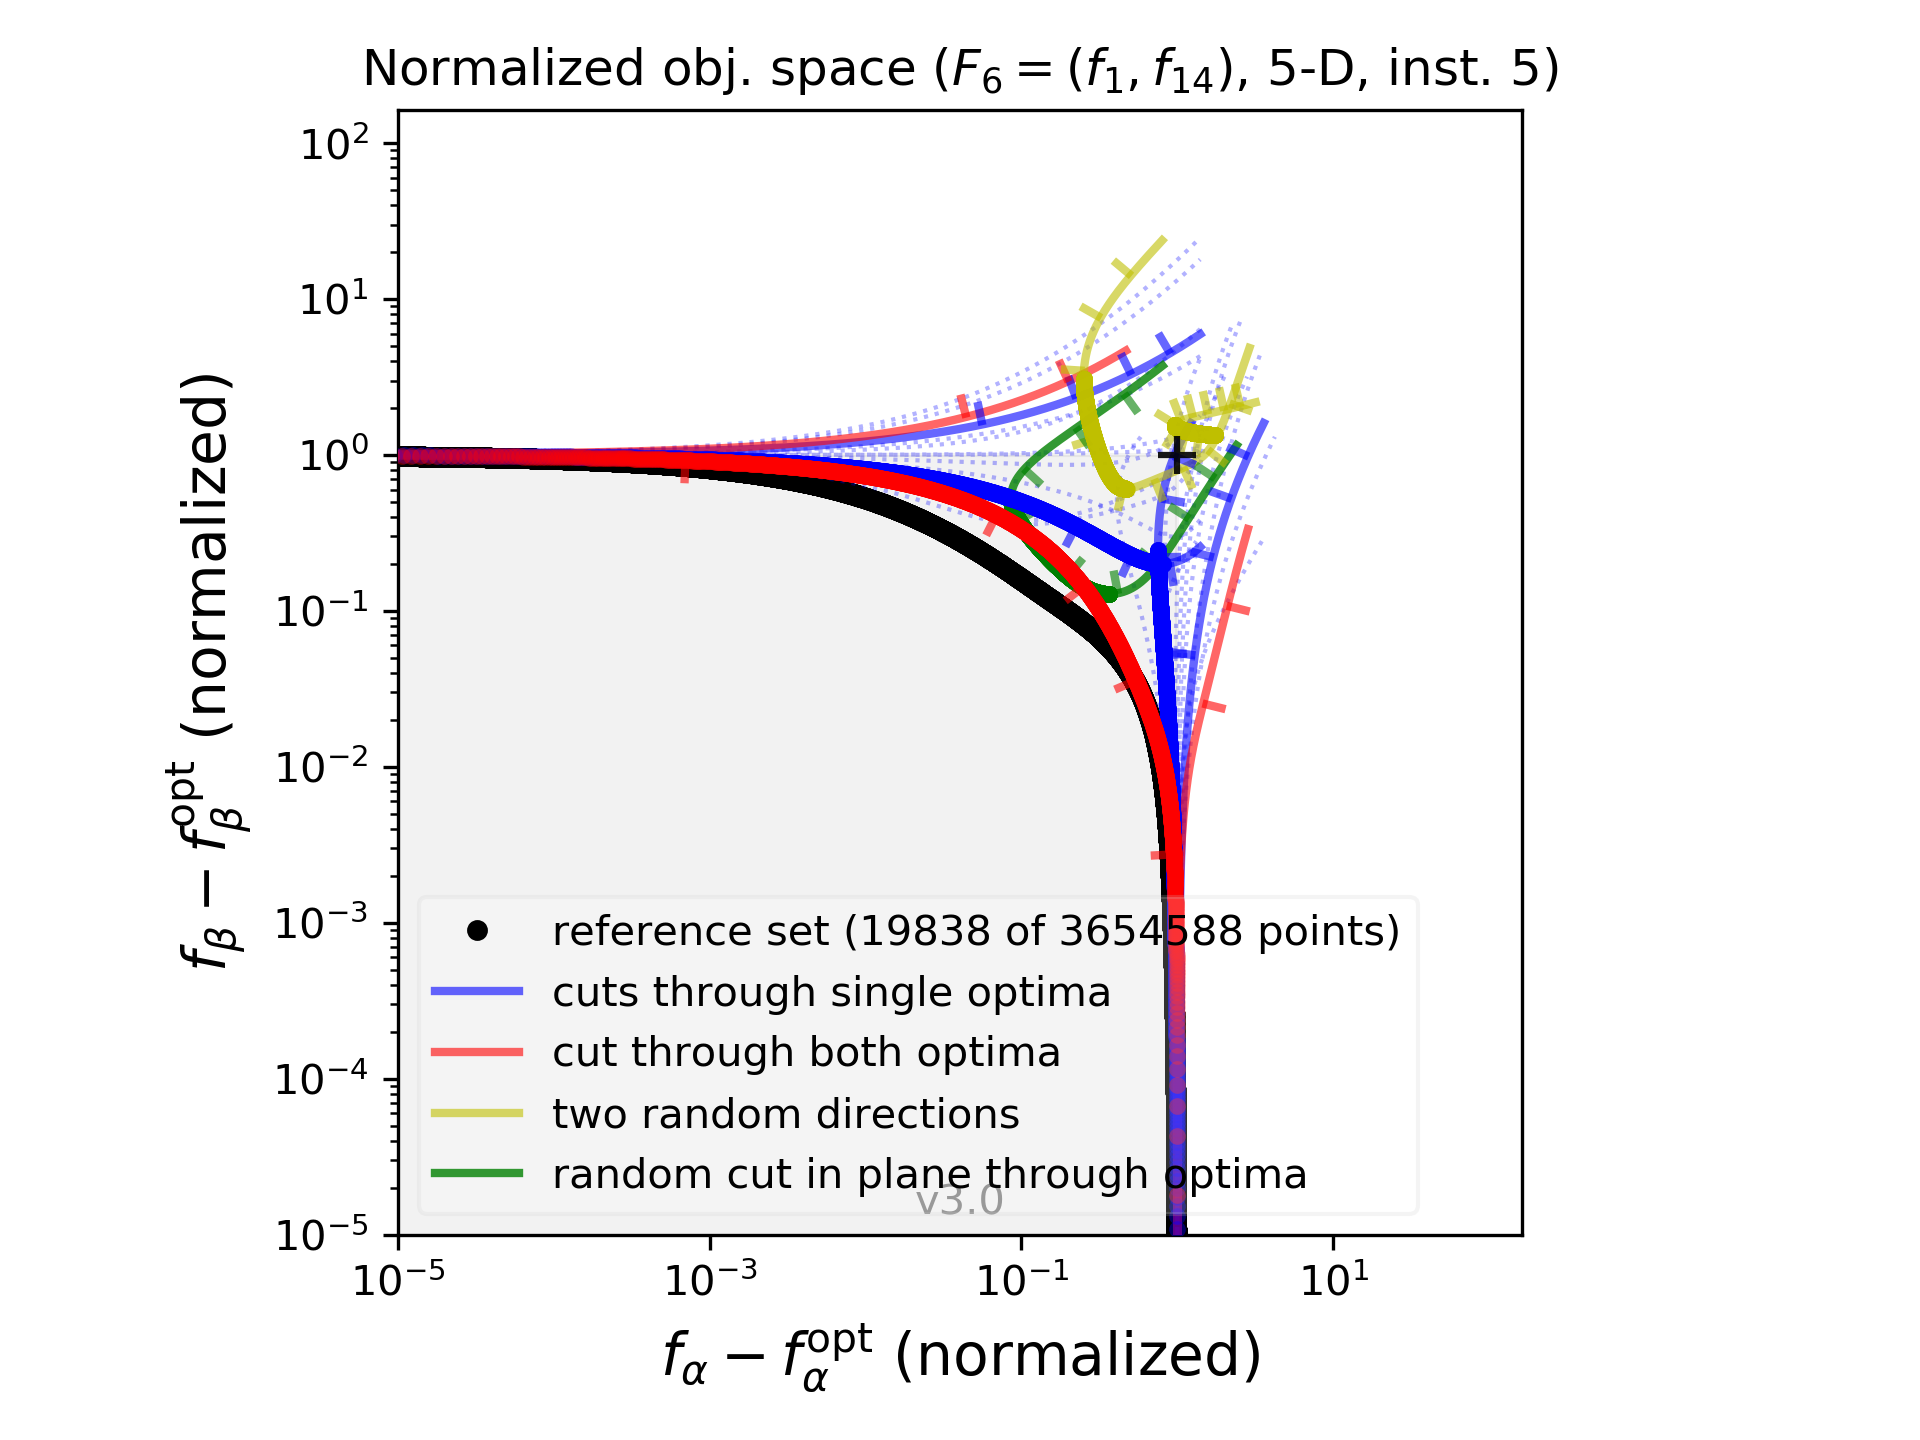 Normalized obj. space (F₆ = (f₁, f₁₄), 5-D, inst. 5)
10²
10¹
10⁰
10⁻¹
10⁻²
10⁻³
10⁻⁴
10⁻⁵
f_β − f_β^opt (normalized)
reference set (19838 of 3654588 points)
cuts through single optima
cut through both optima
two random directions
random cut in plane through optima
v3.0
10⁻⁵ 10⁻³ 10⁻¹ 10¹
f_α − f_α^opt (normalized)